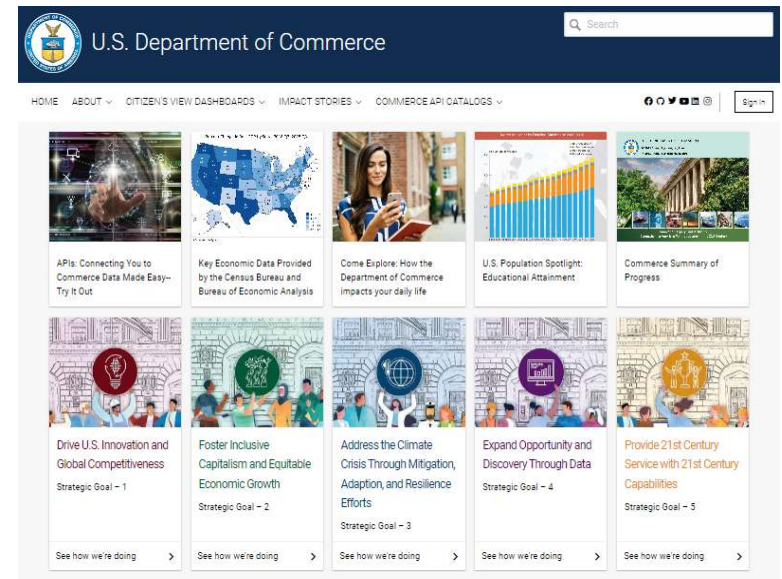 U.S. Department of Commerce
Search
HOME ABOUT CITIZEN'S VIEW DASHBOARDS IMPACT STORIES COMMERCE API CATALOGS Sign In
APIs: Connecting You to
Commerce Data Made Easy--
Try It Out
Key Economic Data Provided
by the Census Bureau and
Bureau of Economic Analysis
Come Explore: How the
Department of Commerce
impacts your daily life
U.S. Population Spotlight:
Educational Attainment
Commerce Summary of
Progress
Drive U.S. Innovation and
Global Competitiveness
Strategic Goal – 1
Foster Inclusive
Capitalism and Equitable
Economic Growth
Strategic Goal – 2
Address the Climate
Crisis Through Mitigation,
Adaption, and Resilience
Efforts
Strategic Goal – 3
Expand Opportunity and
Discovery Through Data
Strategic Goal – 4
Provide 21st Century
Service with 21st Century
Capabilities
Strategic Goal – 5
See how we're doing
See how we're doing
See how we're doing
See how we're doing
See how we're doing